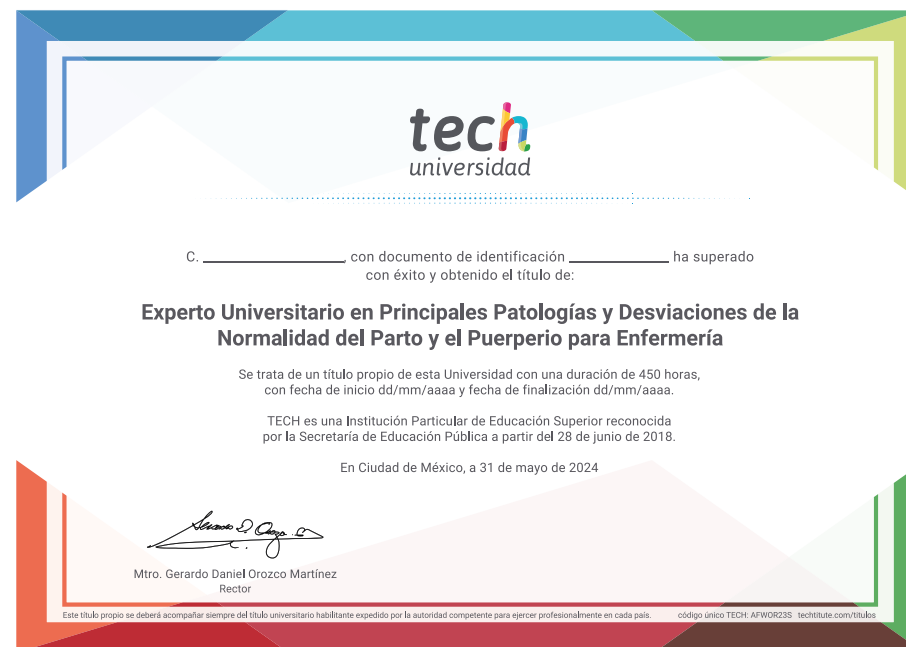 tech
universidad
C. ____________, con documento de identificación ____________ ha superado
con éxito y obtenido el título de:
Experto Universitario en Principales Patologías y Desviaciones de la
Normalidad del Parto y el Puerperio para Enfermería
Se trata de un título propio de esta Universidad con una duración de 450 horas,
con fecha de inicio dd/mm/aaaa y fecha de finalización dd/mm/aaaa.
TECH es una Institución Particular de Educación Superior reconocida
por la Secretaría de Educación Pública a partir del 28 de junio de 2018.
En Ciudad de México, a 31 de mayo de 2024
Mtro. Gerardo Daniel Orozco Martínez
Rector
Este título propio se deberá acompañar siempre del título universitario habilitante expedido por la autoridad competente para ejercer profesionalmente en cada país. código único TECH: AFWOR23S techtitute.com/titulos